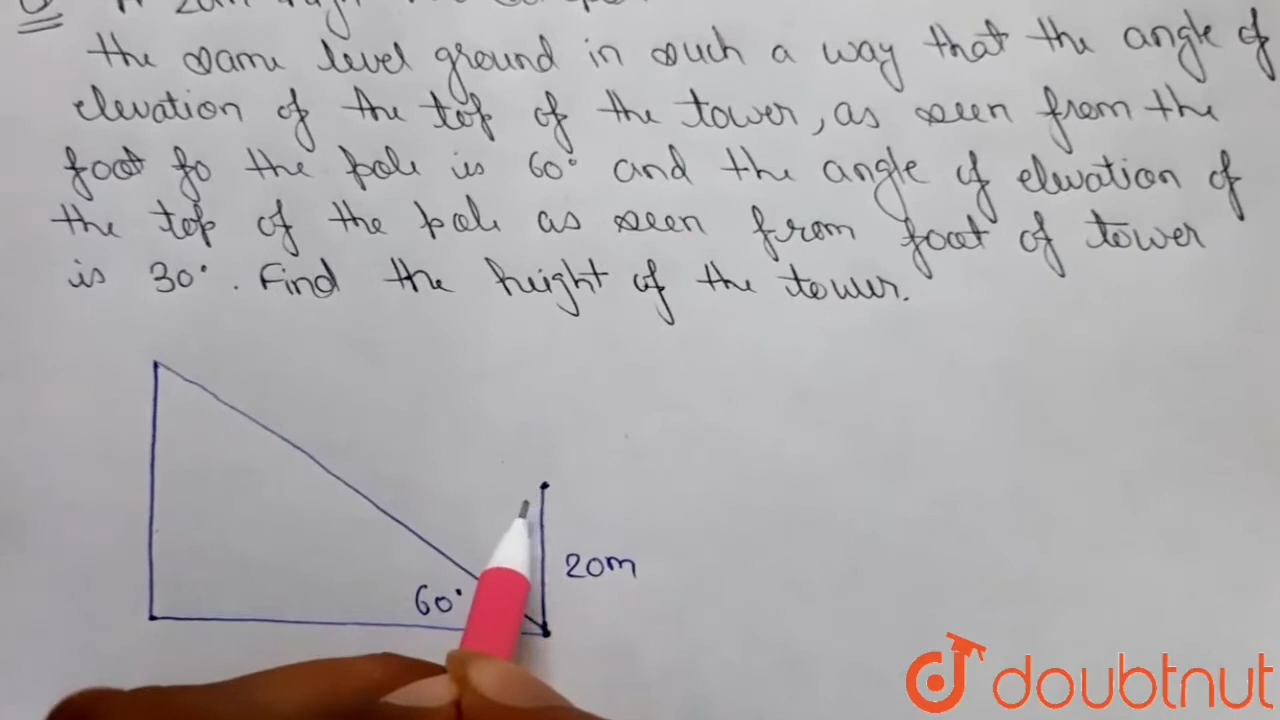 20m
the same level ground in such a way that the angle of
elevation of the top of the tower, as seen from the
foot fo the pole is 60° and the angle of elevation of
the top of the pole as seen from foot of tower
is 30°. Find the height of the tower.
60°
20m
doubtnut